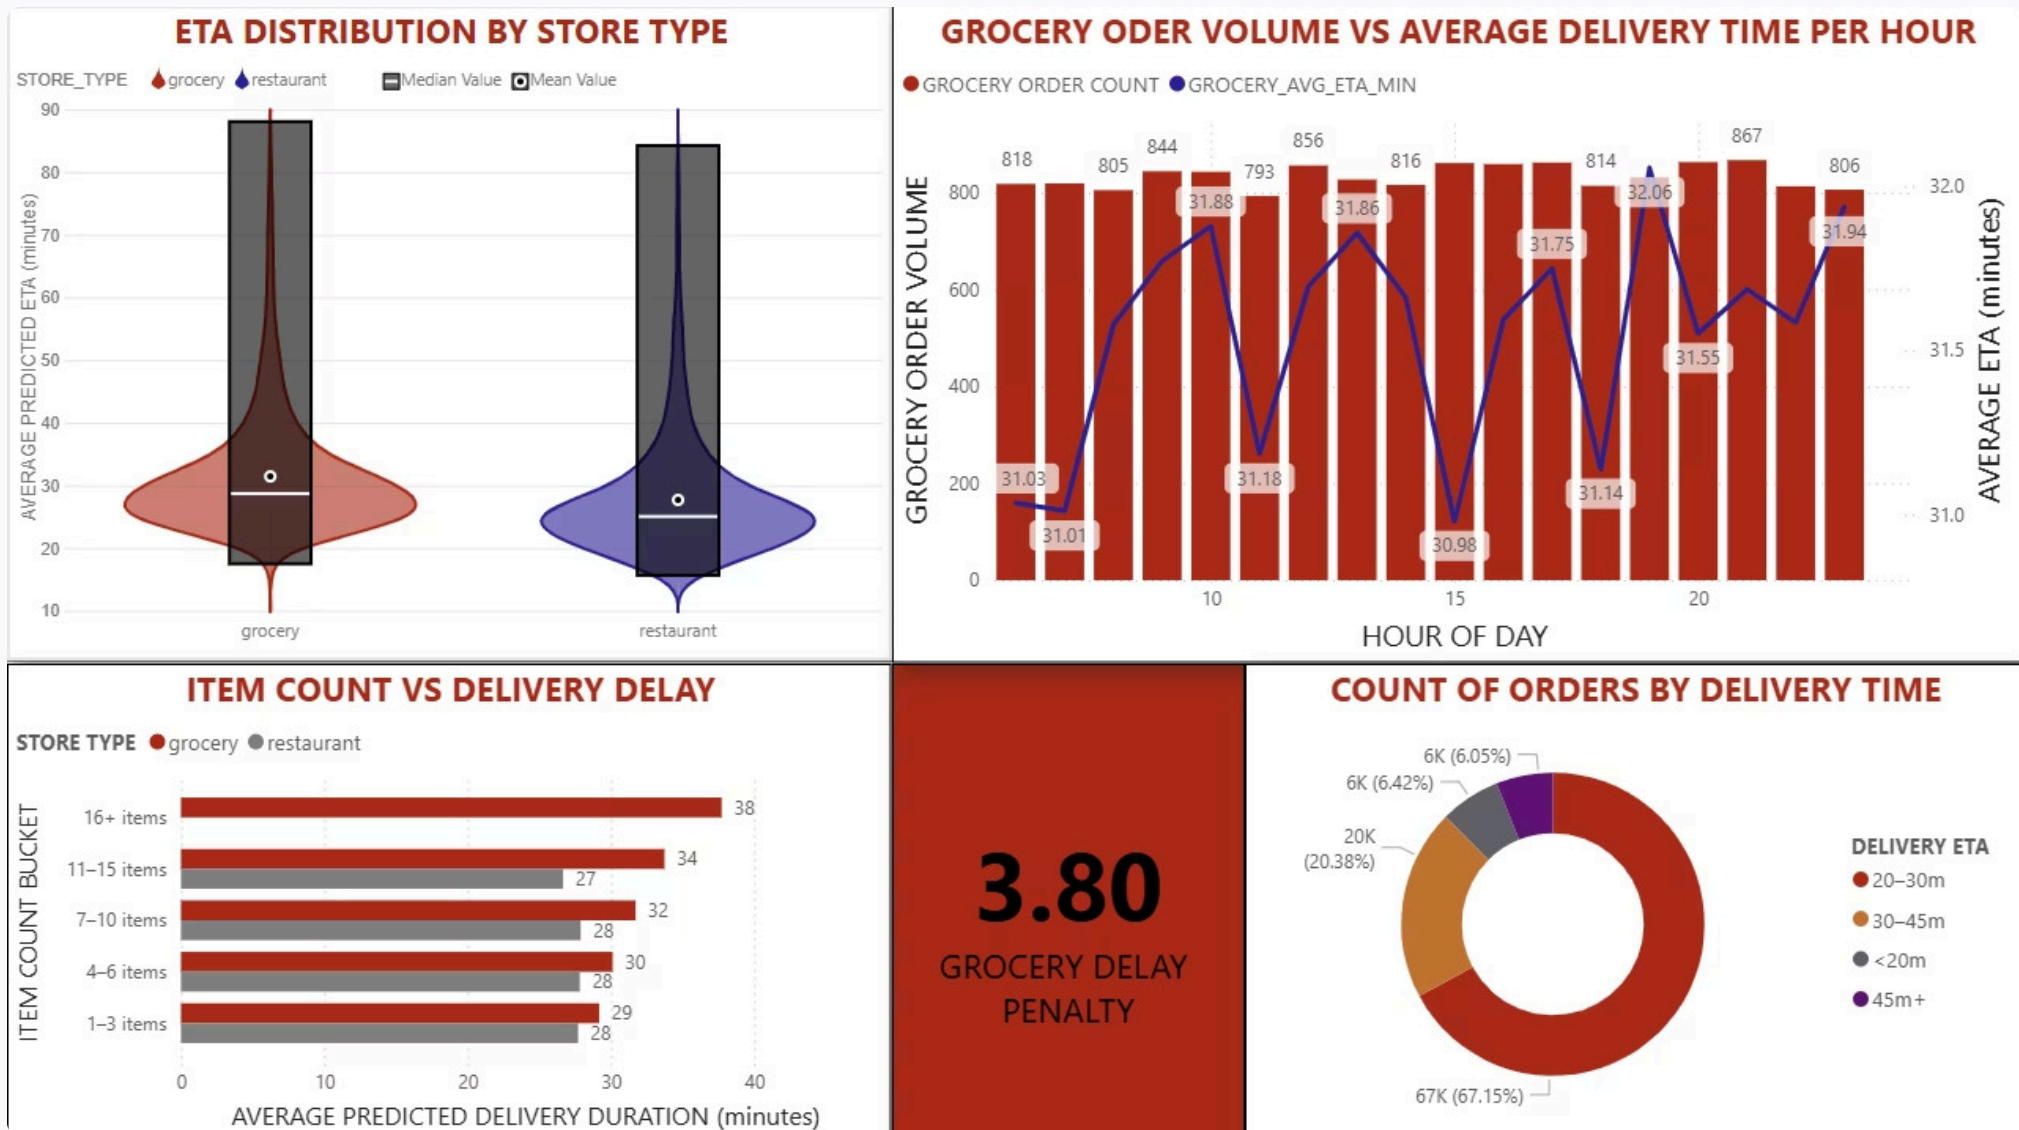 ETA DISTRIBUTION BY STORE TYPE
STORE_TYPE grocery restaurant Median Value Mean Value
AVERAGE PREDICTED ETA (minutes)
90
80
70
60
50
40
30
20
10
grocery restaurant
GROCERY ODER VOLUME VS AVERAGE DELIVERY TIME PER HOUR
GROCERY ORDER COUNT GROCERY_AVG_ETA_MIN
GROCERY ORDER VOLUME
800
600
400
200
0
818
805
844
793
856
816
814
867
806
31.03
31.01
31.88
31.18
31.86
30.98
31.75
31.14
32.06
31.55
31.94
32.0
31.5
31.0
AVERAGE ETA (minutes)
10 15 20
HOUR OF DAY
ITEM COUNT VS DELIVERY DELAY
STORE TYPE grocery restaurant
ITEM COUNT BUCKET
16+ items 38
11–15 items 34
27
7–10 items 32
28
4–6 items 30
28
1–3 items 29
28
0 10 20 30 40
AVERAGE PREDICTED DELIVERY DURATION (minutes)
3.80
GROCERY DELAY
PENALTY
COUNT OF ORDERS BY DELIVERY TIME
6K (6.05%)
6K (6.42%)
20K
(20.38%)
67K (67.15%)
DELIVERY ETA
20–30m
30–45m
<20m
45m+